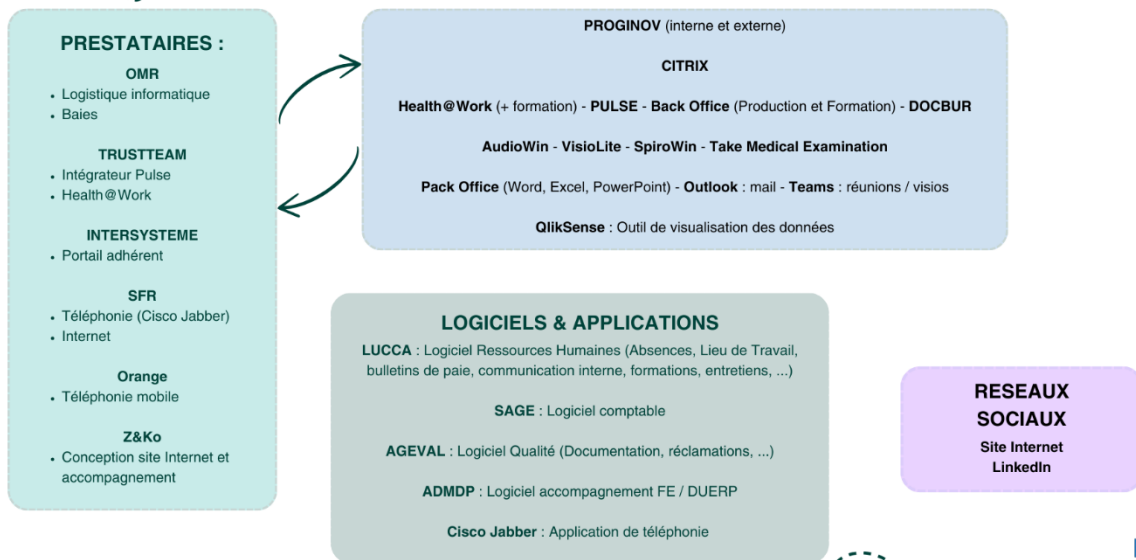 PRESTATAIRES :
OMR
• Logistique informatique
• Baies
TRUSTTEAM
• Intégrateur Pulse
• Health@Work
INTERSYSTEME
• Portail adhérent
SFR
• Téléphonie (Cisco Jabber)
• Internet
Orange
• Téléphonie mobile
Z&Ko
• Conception site Internet et
accompagnement
PROGINOV (interne et externe)
CITRIX
Health@Work (+ formation) - PULSE - Back Office (Production et Formation) - DOCBUR
AudioWin - VisioLite - SpiroWin - Take Medical Examination
Pack Office (Word, Excel, PowerPoint) - Outlook : mail - Teams : réunions / visios
QlikSense : Outil de visualisation des données
LOGICIELS & APPLICATIONS
LUCCA : Logiciel Ressources Humaines (Absences, Lieu de Travail,
bulletins de paie, communication interne, formations, entretiens, ...)
SAGE : Logiciel comptable
AGEVAL : Logiciel Qualité (Documentation, réclamations, ...)
ADMDP : Logiciel accompagnement FE / DUERP
Cisco Jabber : Application de téléphonie
RESEAUX
SOCIAUX
Site Internet
LinkedIn